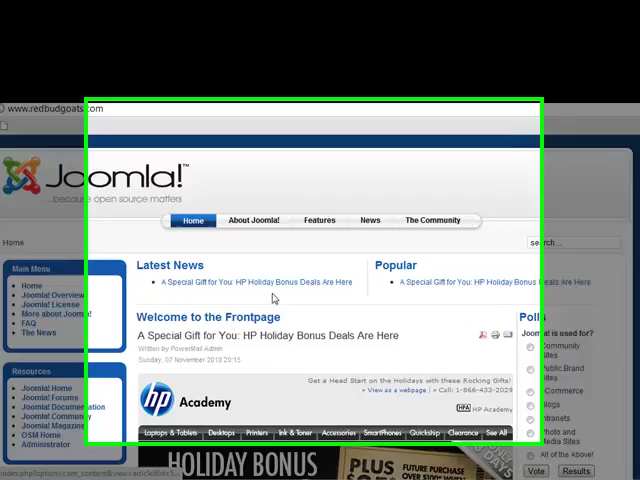 www.redbudgoats.com
Joomla!™
...because open source matters
Home
About Joomla!
Features
News
The Community
Home
search...
Main Menu
Home
Joomla! Overview
Joomla! License
More about Joomla!
FAQ
The News
Resources
Joomla! Home
Joomla! Forums
Joomla! Documentation
Joomla! Community
Joomla! Magazine
OSM Home
Administrator
Latest News
A Special Gift for You: HP Holiday Bonus Deals Are Here
Popular
A Special Gift for You: HP Holiday Bonus Deals Are Here
Welcome to the Frontpage
A Special Gift for You: HP Holiday Bonus Deals Are Here
Written by PowerMail Admin
Sunday, 07 November 2010 20:15
Get a Head Start on the Holidays with these Rocking Gifts!
» View as a webpage | » Call: 1-866-433-2029
hp Academy
HPA HP Academy
Laptops & Tablets
Desktops
Printers
Ink & Toner
Accessories
SmartPhones
Quickship
Clearance
See All
HOLIDAY BONUS
PLUS
FUTURE PURCHASE
Polls
Joomla! is used for?
Community
Sites
Public Brand
Sites
eCommerce
Blogs
Intranets
Photo and
Media Sites
All of the Above!
Vote
Results